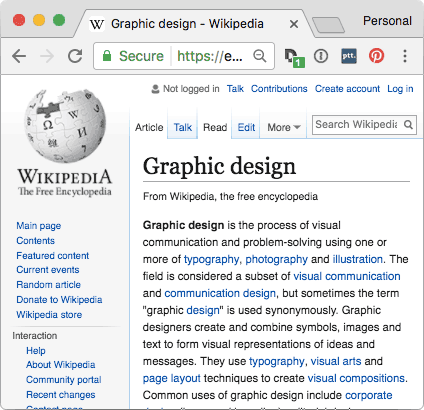 Graphic design - Wikipedia
Personal
Secure
https://e...
1
ptt.
Not logged in Talk Contributions Create account Log in
Article Talk Read Edit More
Search Wikipedia
WIKIPEDIA
The Free Encyclopedia
Main page
Contents
Featured content
Current events
Random article
Donate to Wikipedia
Wikipedia store
Interaction
Help
About Wikipedia
Community portal
Recent changes
Contact page
Graphic design
From Wikipedia, the free encyclopedia
Graphic design is the process of visual
communication and problem-solving using one or
more of typography, photography and illustration. The
field is considered a subset of visual communication
and communication design, but sometimes the term
"graphic design" is used synonymously. Graphic
designers create and combine symbols, images and
text to form visual representations of ideas and
messages. They use typography, visual arts and
page layout techniques to create visual compositions.
Common uses of graphic design include corporate